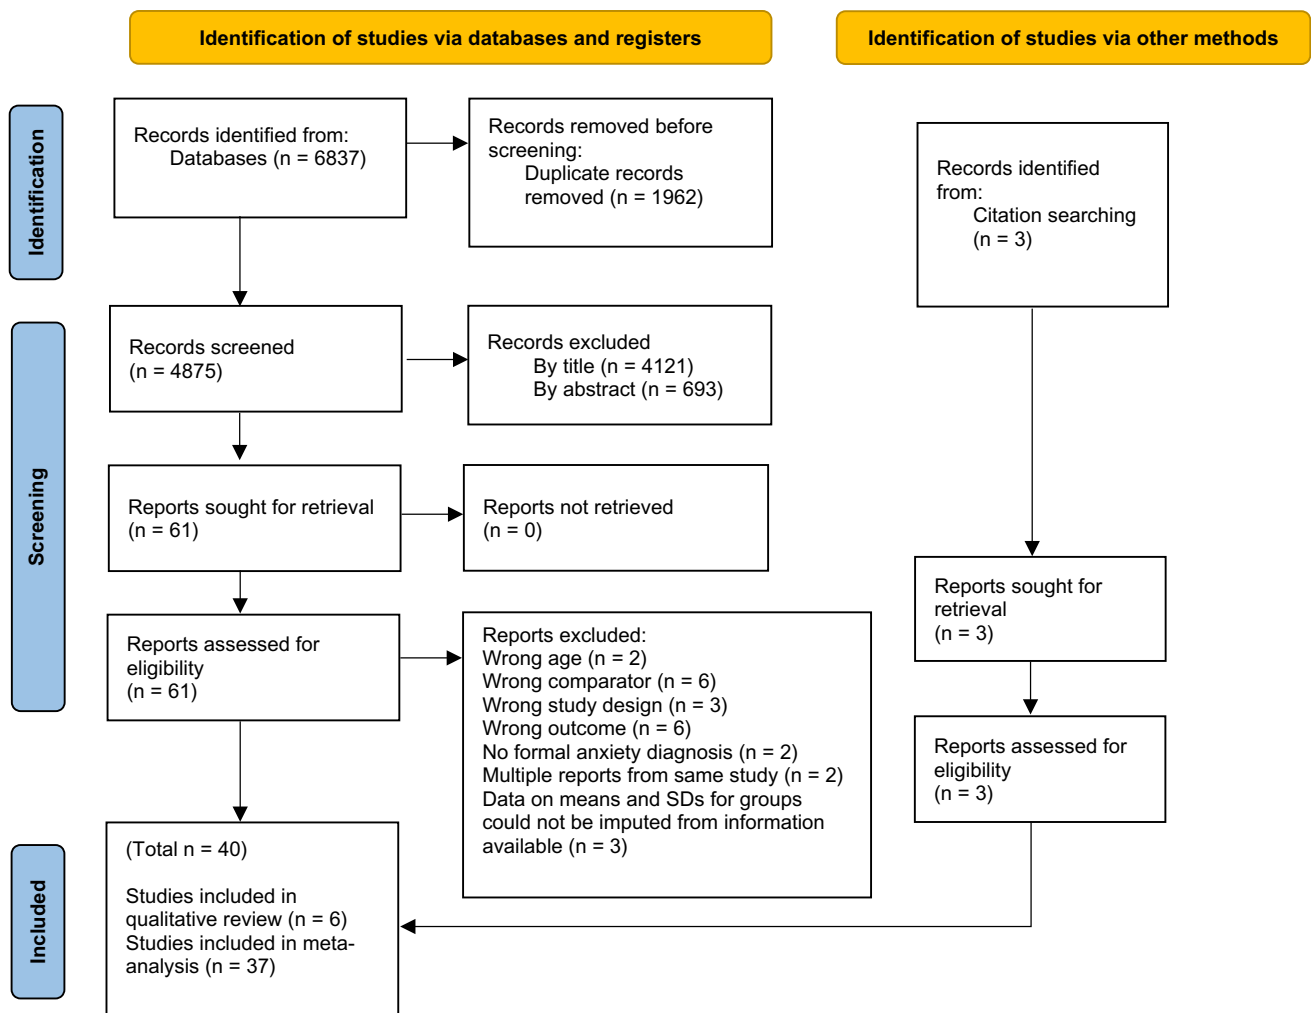 Identification of studies via databases and registers
Identification of studies via other methods
Identification
Records identified from:
Databases (n = 6837)
Records removed before
screening:
Duplicate records
removed (n = 1962)
Records identified
from:
Citation searching
(n = 3)
Screening
Records screened
(n = 4875)
Records excluded
By title (n = 4121)
By abstract (n = 693)
Reports sought for retrieval
(n = 61)
Reports not retrieved
(n = 0)
Reports sought for
retrieval
(n = 3)
Reports assessed for
eligibility
(n = 61)
Reports excluded:
Wrong age (n = 2)
Wrong comparator (n = 6)
Wrong study design (n = 3)
Wrong outcome (n = 6)
No formal anxiety diagnosis (n = 2)
Multiple reports from same study (n = 2)
Data on means and SDs for groups
could not be imputed from information
available (n = 3)
Reports assessed for
eligibility
(n = 3)
Included
(Total n = 40)
Studies included in
qualitative review (n = 6)
Studies included in meta-
analysis (n = 37)